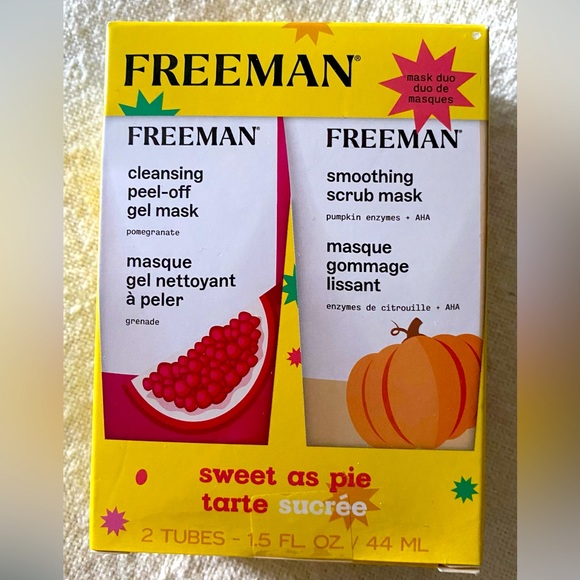 FREEMAN®
mask duo
duo de
masques
FREEMAN®
cleansing
peel-off
gel mask
pomegranate
masque
gel nettoyant
à peler
grenade
FREEMAN®
smoothing
scrub mask
pumpkin enzymes + AHA
masque
gommage
lissant
enzymes de citrouille + AHA
sweet as pie
tarte sucrée
2 TUBES - 1.5 FL. OZ / 44 ML